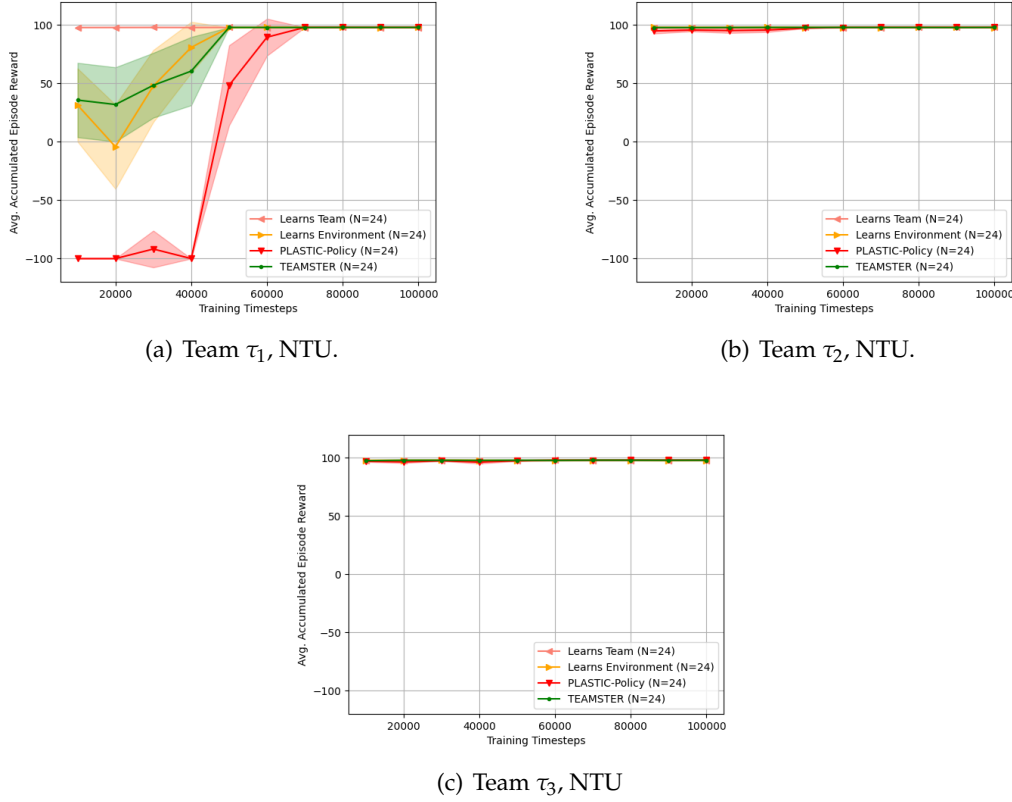 100
50
0
−50
−100
Avg. Accumulated Episode Reward
Learns Team (N=24)
Learns Environment (N=24)
PLASTIC-Policy (N=24)
TEAMSTER (N=24)
20000 40000 60000 80000 100000
Training Timesteps
(a) Team τ1, NTU.
100
50
0
−50
−100
Avg. Accumulated Episode Reward
Learns Team (N=24)
Learns Environment (N=24)
PLASTIC-Policy (N=24)
TEAMSTER (N=24)
20000 40000 60000 80000 100000
Training Timesteps
(b) Team τ2, NTU.
100
50
0
−50
−100
Avg. Accumulated Episode Reward
Learns Team (N=24)
Learns Environment (N=24)
PLASTIC-Policy (N=24)
TEAMSTER (N=24)
20000 40000 60000 80000 100000
Training Timesteps
(c) Team τ3, NTU